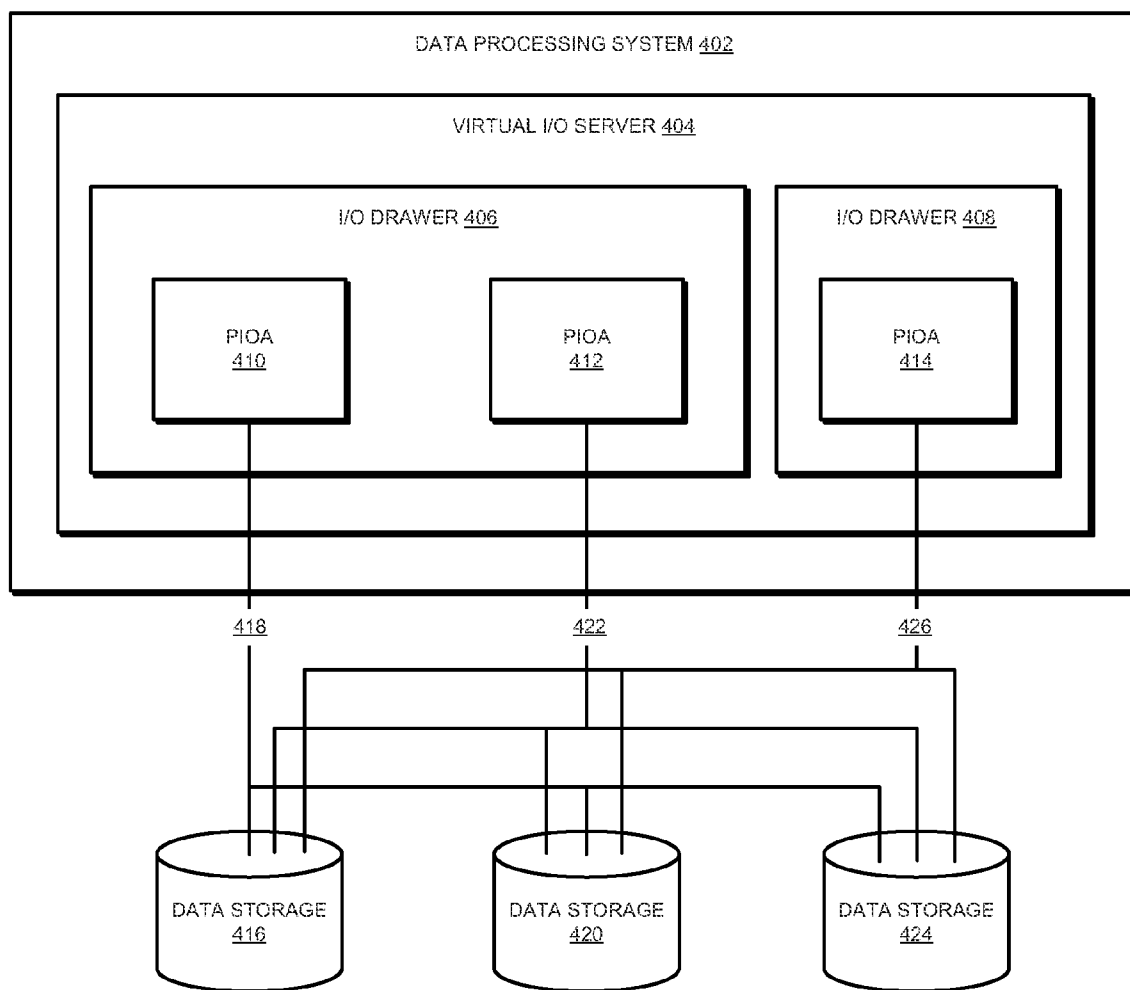 DATA PROCESSING SYSTEM 402
VIRTUAL I/O SERVER 404
I/O DRAWER 406
I/O DRAWER 408
PIOA
410
PIOA
412
PIOA
414
418
422
426
DATA STORAGE
416
DATA STORAGE
420
DATA STORAGE
424